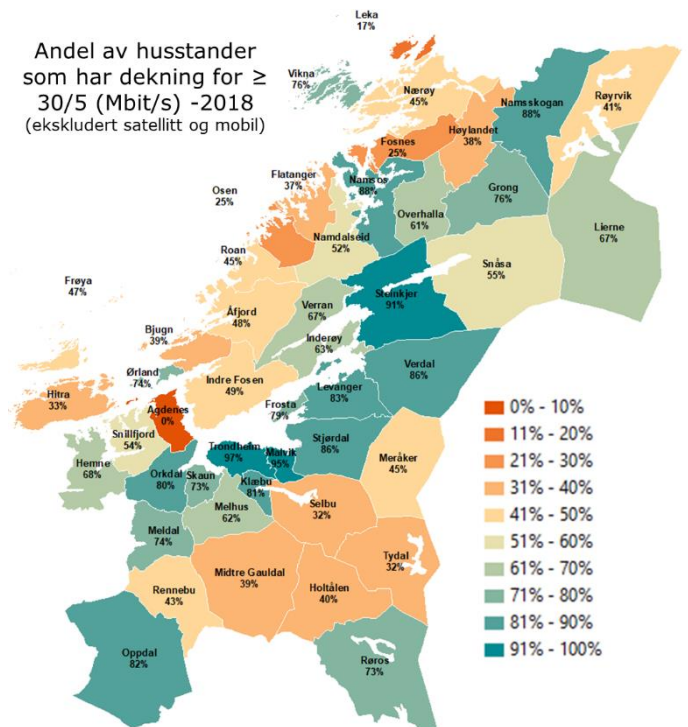 Andel av husstander
som har dekning for ≥
30/5 (Mbit/s) -2018
(ekskludert satellitt og mobil)
Leka
17%
Vikna
76%
Nærøy
45%
Namsskogan
88%
Røyrvik
41%
Fosnes
25%
Høylandet
38%
Flatanger
37%
Namsos
88%
Grong
76%
Osen
25%
Overhalla
61%
Lierne
67%
Namdalseid
52%
Roan
45%
Snåsa
55%
Frøya
47%
Steinkjer
91%
Verran
67%
Åfjord
48%
Bjugn
39%
Inderøy
63%
Verdal
86%
Ørland
74%
Indre Fosen
49%
Levanger
83%
Hitra
33%
Frosta
79%
Agdenes
0%
Snillfjord
54%
Stjørdal
86%
Trondheim
97%
Malvik
95%
Meråker
45%
Hemne
68%
Orkdal
80%
Skaun
73%
Klæbu
81%
Selbu
32%
Melhus
62%
Meldal
74%
Tydal
32%
Midtre Gauldal
39%
Rennebu
43%
Holtålen
40%
Oppdal
82%
Røros
73%
0% - 10%
11% - 20%
21% - 30%
31% - 40%
41% - 50%
51% - 60%
61% - 70%
71% - 80%
81% - 90%
91% - 100%